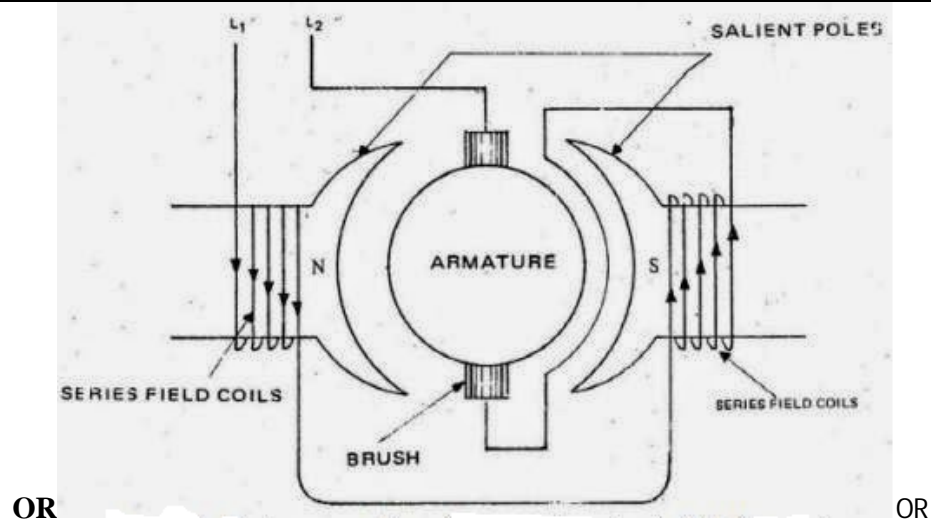 L1
L2
SALIENT POLES
N
ARMATURE
S
SERIES FIELD COILS
SERIES FIELD COILS
BRUSH
OR
OR